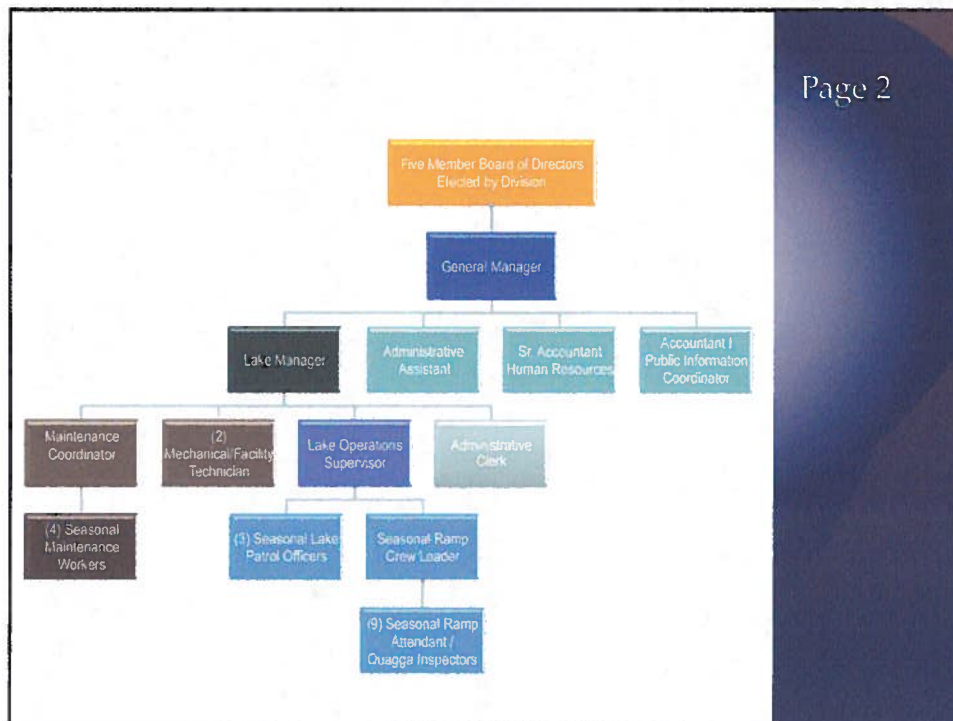 Page 2
Five Member Board of Directors
Elected by Division
General Manager
Lake Manager
Administrative
Assistant
Sr. Accountant
Human Resources
Accountant I
Public Information
Coordinator
Maintenance
Coordinator
(2)
Mechanical/Facility
Technician
Lake Operations
Supervisor
Administrative
Clerk
(4) Seasonal
Maintenance
Workers
(3) Seasonal Lake
Patrol Officers
Seasonal Ramp
Crew Leader
(9) Seasonal Ramp
Attendant /
Quagga Inspectors